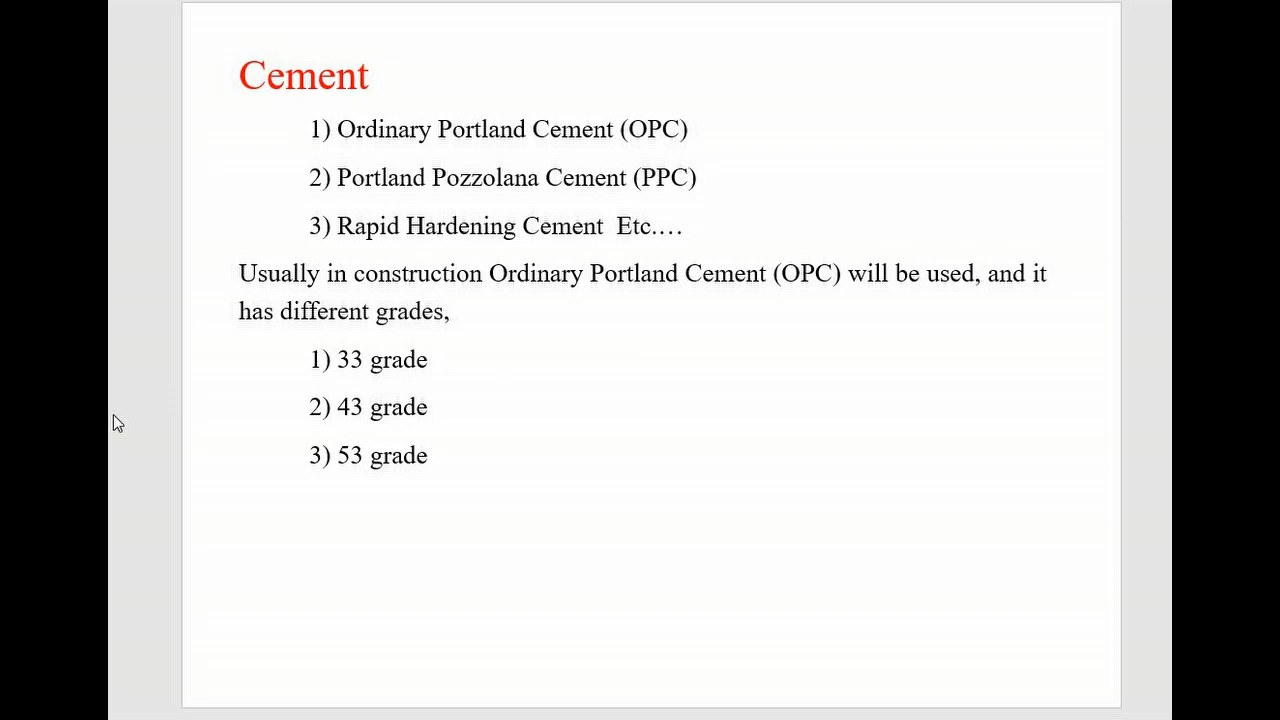 Cement
1) Ordinary Portland Cement (OPC)
2) Portland Pozzolana Cement (PPC)
3) Rapid Hardening Cement  Etc.…
Usually in construction Ordinary Portland Cement (OPC) will be used, and it
has different grades,
1) 33 grade
2) 43 grade
3) 53 grade